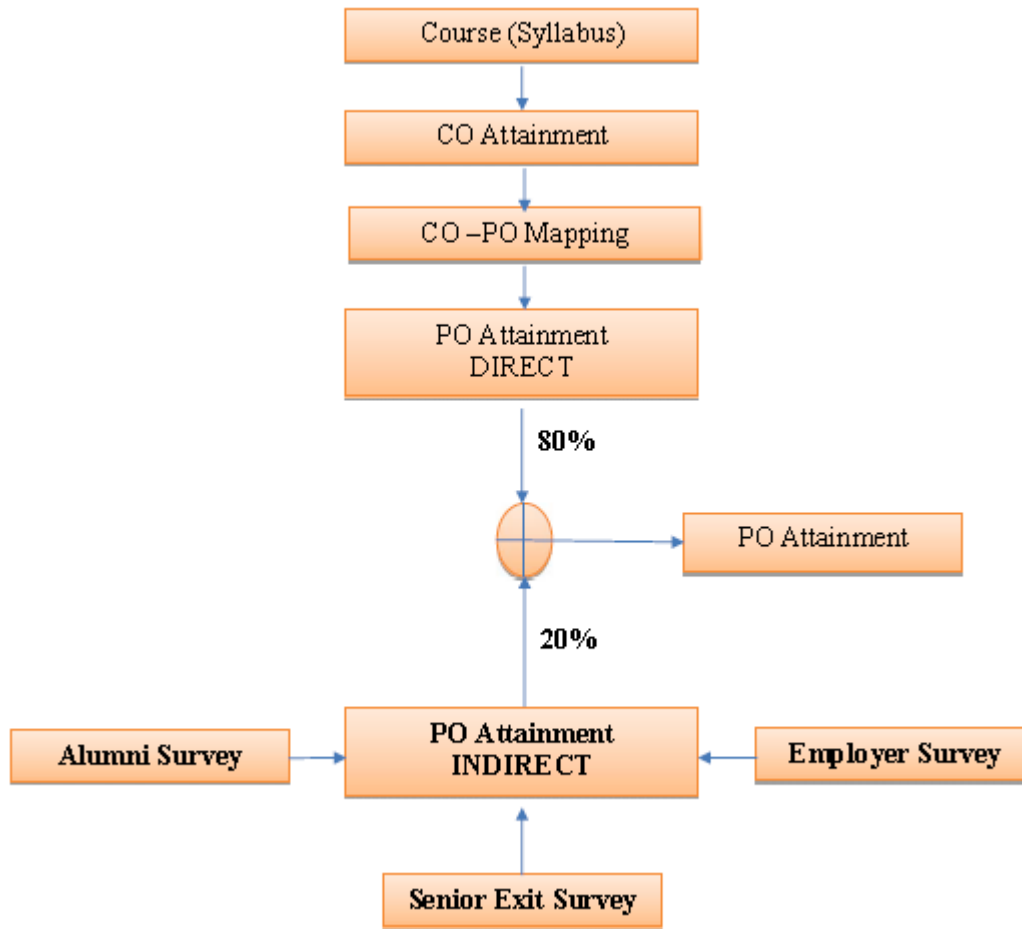 Course (Syllabus)
CO Attainment
CO –PO Mapping
PO Attainment
DIRECT
80%
PO Attainment
20%
Alumni Survey
PO Attainment
INDIRECT
Employer Survey
Senior Exit Survey